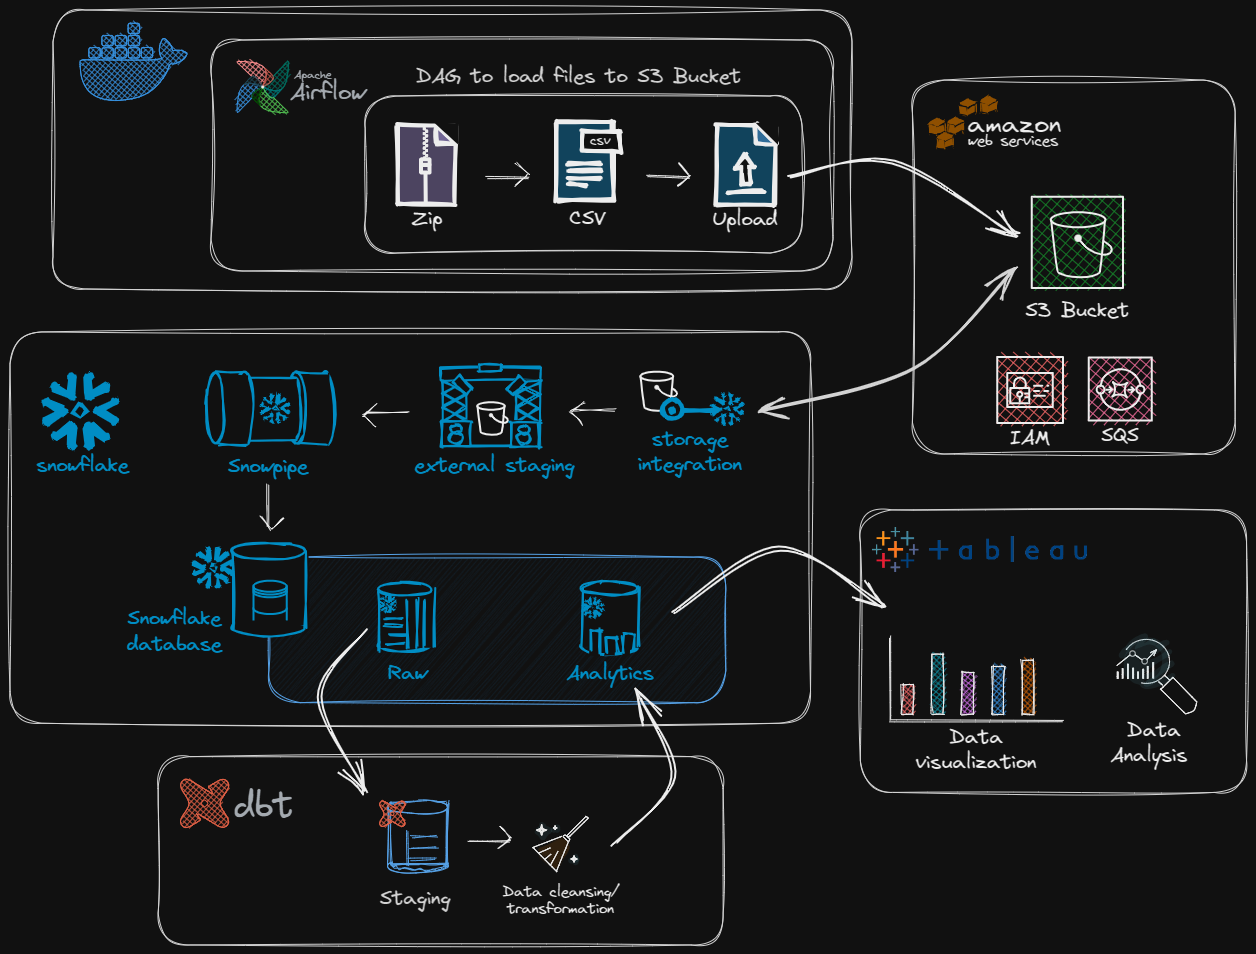 Apache
Airflow
DAG to load files to S3 Bucket
CSV
Zip
CSV
Upload
amazon
web services
S3 Bucket
IAM
SQS
snowflake
Snowpipe
external staging
storage
integration
Snowflake
database
Raw
Analytics
+ableau
Data
visualization
Data
Analysis
dbt
Staging
Data cleansing/
transformation